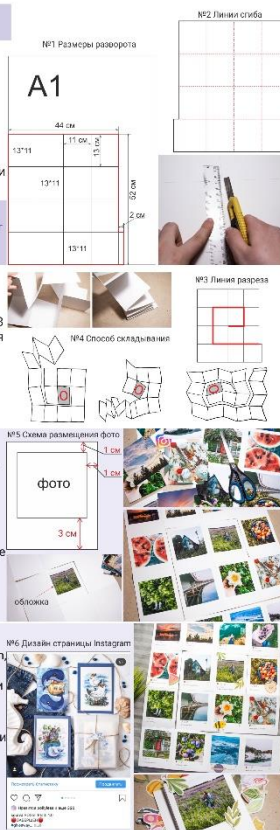 №2 Линии сгиба
№1 Размеры разворота
A1
44 см
11 см
13*11
13 см
13*11
52 см
2 см
13*11
№3 Линия разреза
№4 Способ складывания
№5 Схема размещения фото
1 см
1 см
фото
3 см
обложка
№6 Дизайн страницы Instagram